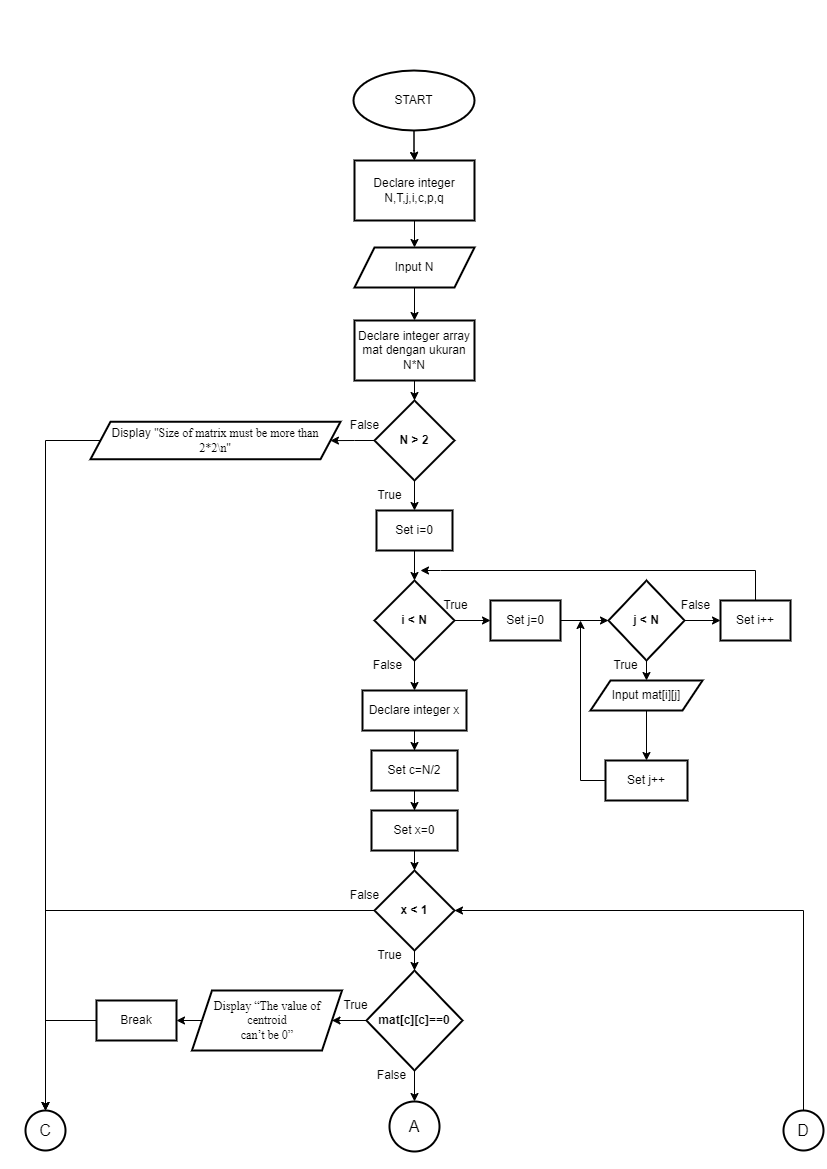 START
Declare integer
N,T,j,i,c,p,q
Input N
Declare integer array
mat dengan ukuran
N*N
N > 2
False
Display "Size of matrix must be more than
2*2\n"
True
Set i=0
i < N
True
Set j=0
j < N
False
Set i++
True
Input mat[i][j]
Set j++
False
Declare integer x
Set c=N/2
Set x=0
x < 1
False
True
mat[c][c]==0
True
Display “The value of
centroid
can’t be 0”
Break
False
C
A
D